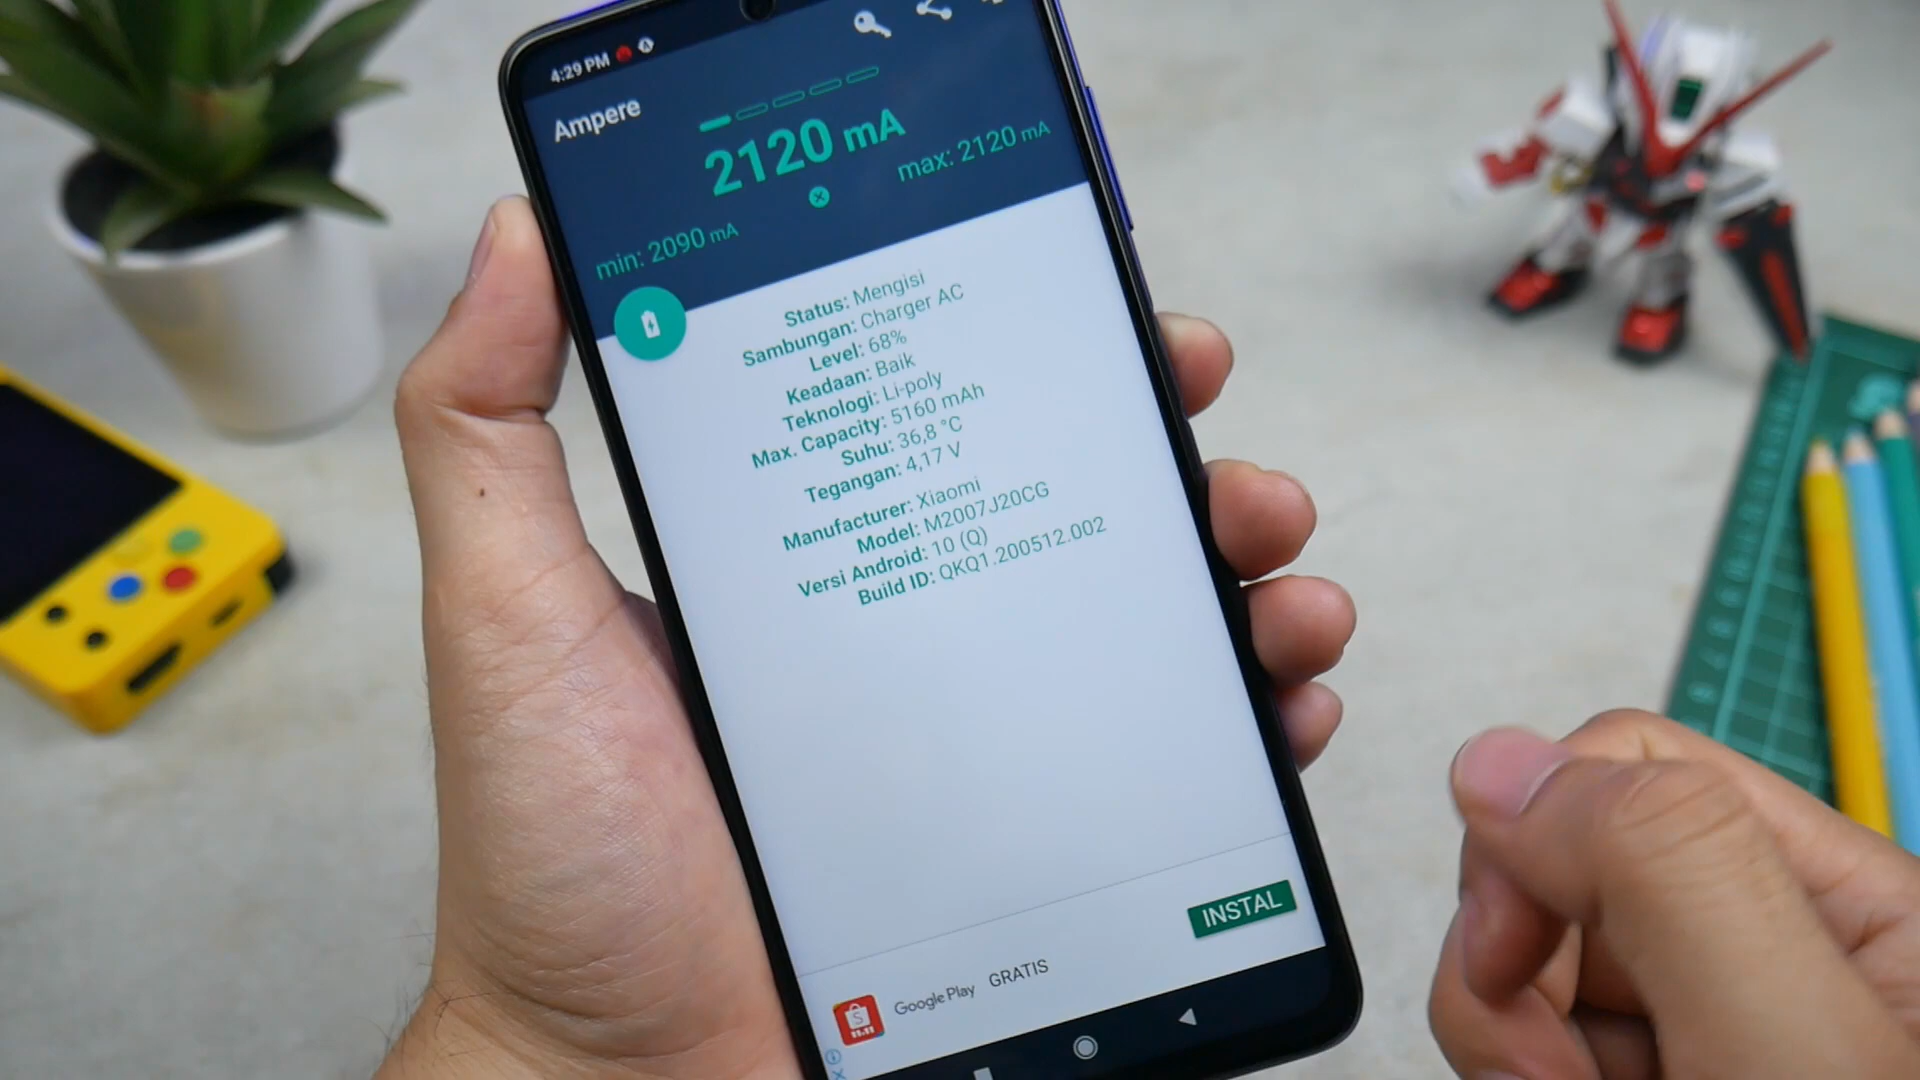 4:29 PM
Ampere
2120 mA
max: 2120 mA
min: 2090 mA
Status: Mengisi
Sambungan: Charger AC
Level: 68%
Keadaan: Baik
Teknologi: Li-poly
Max. Capacity: 5160 mAh
Suhu: 36,8 °C
Tegangan: 4,17 V
Manufacturer: Xiaomi
Model: M2007J20CG
Versi Android: 10 (Q)
Build ID: QKQ1.200512.002
INSTAL
Google Play GRATIS
S
11.11